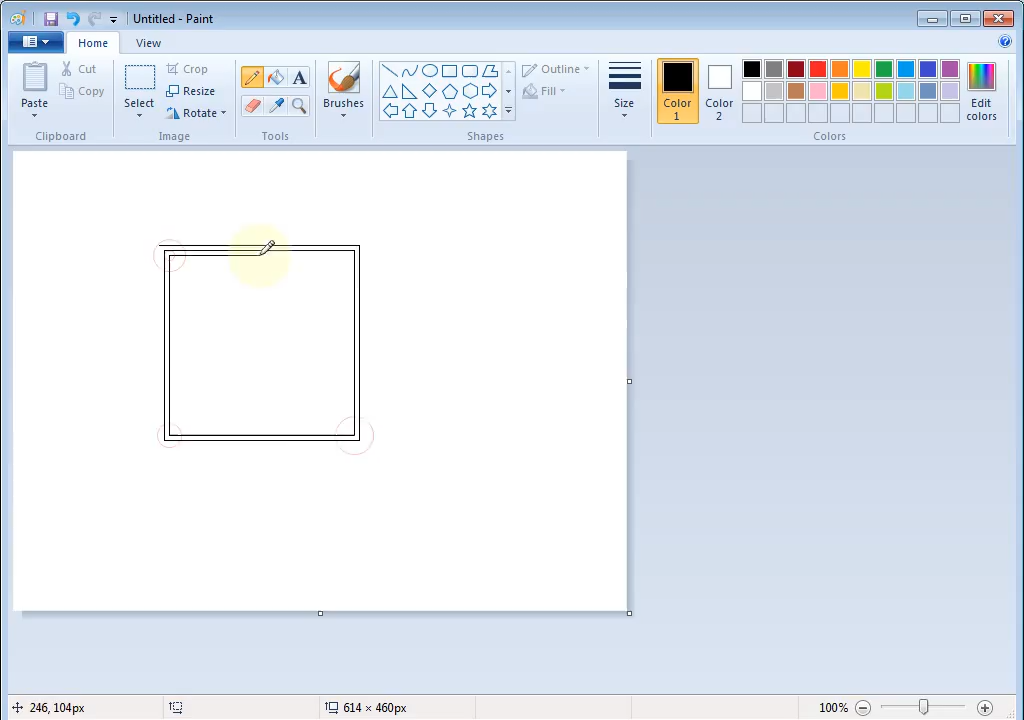 Untitled - Paint
Home View
Paste
Cut
Copy
Clipboard
Select
Crop
Resize
Rotate
Image
A
Tools
Brushes
Shapes
Outline
Fill
Size
Color 1
Color 2
Colors
Edit colors
246, 104px
614 × 460px
100%